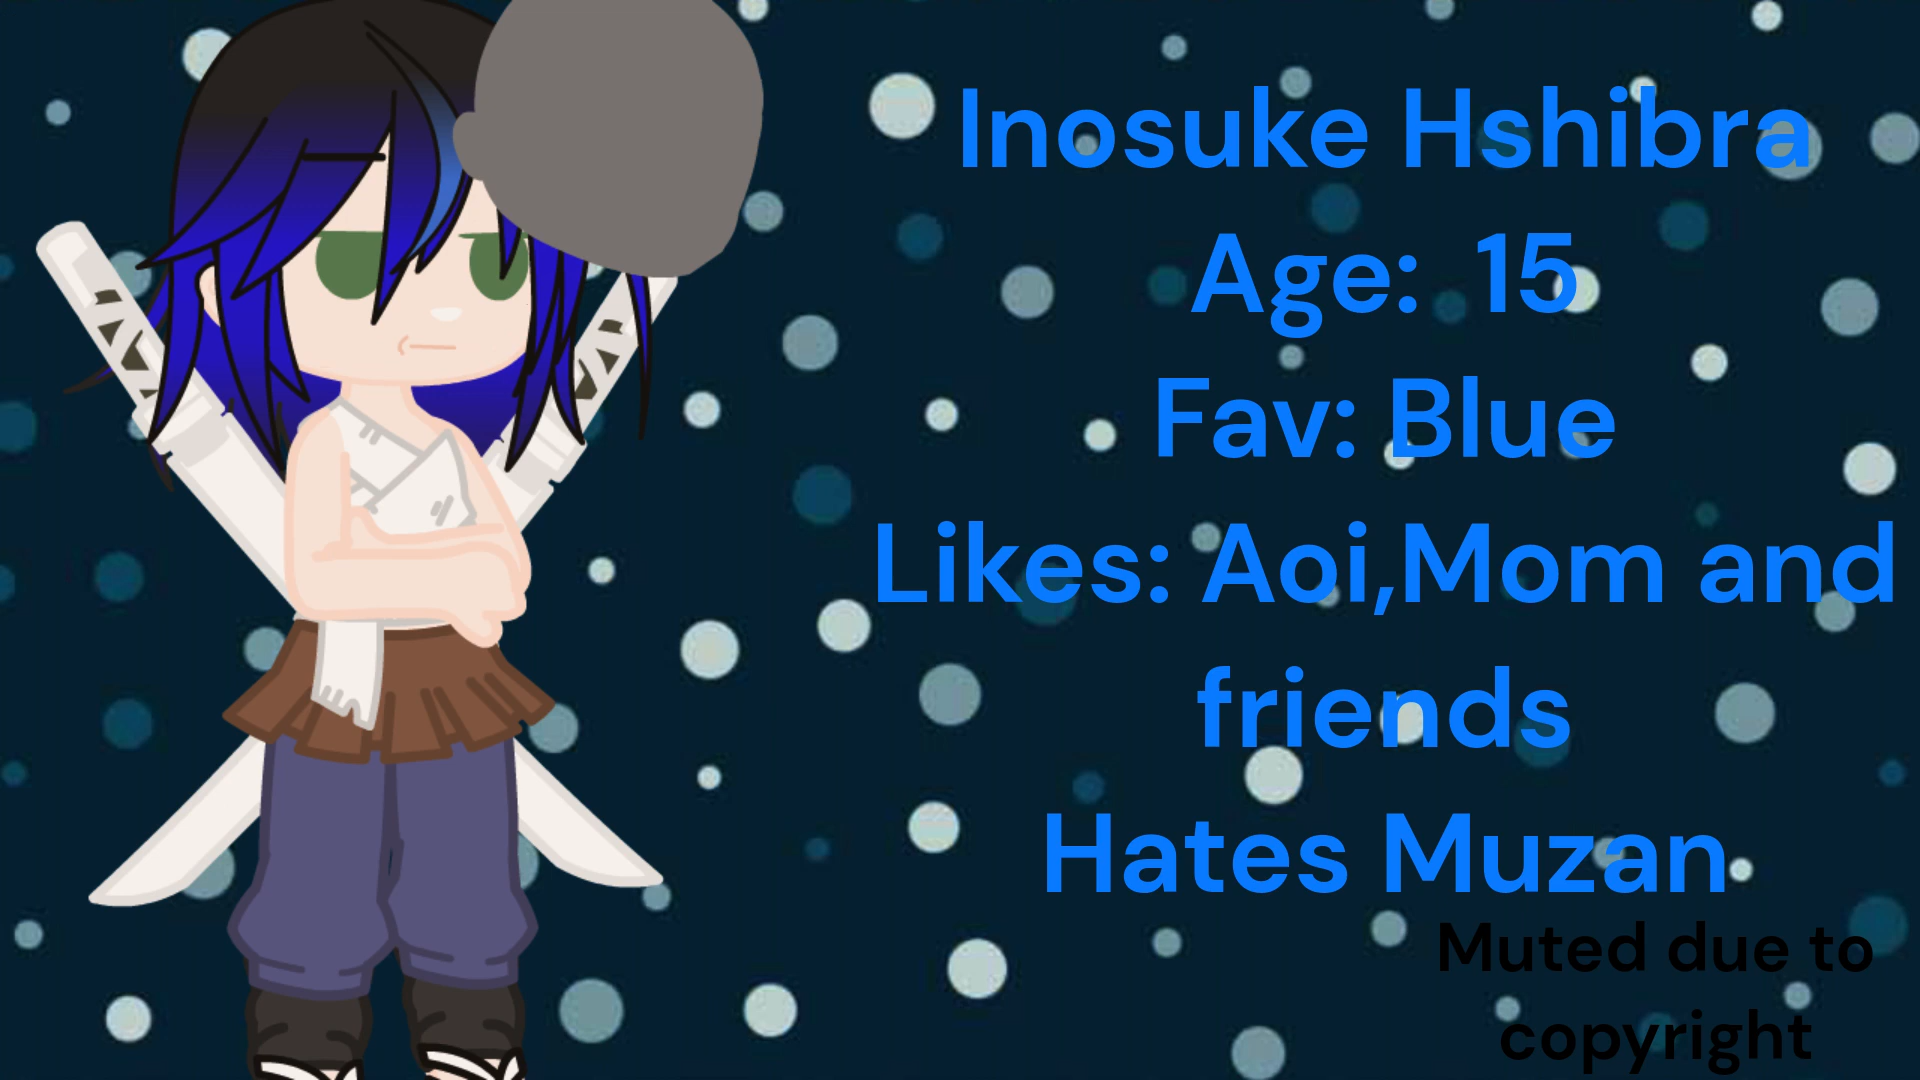 Inosuke Hshibra
Age: 15
Fav: Blue
Likes: Aoi,Mom and
friends
Hates Muzan
Muted due to
copyright